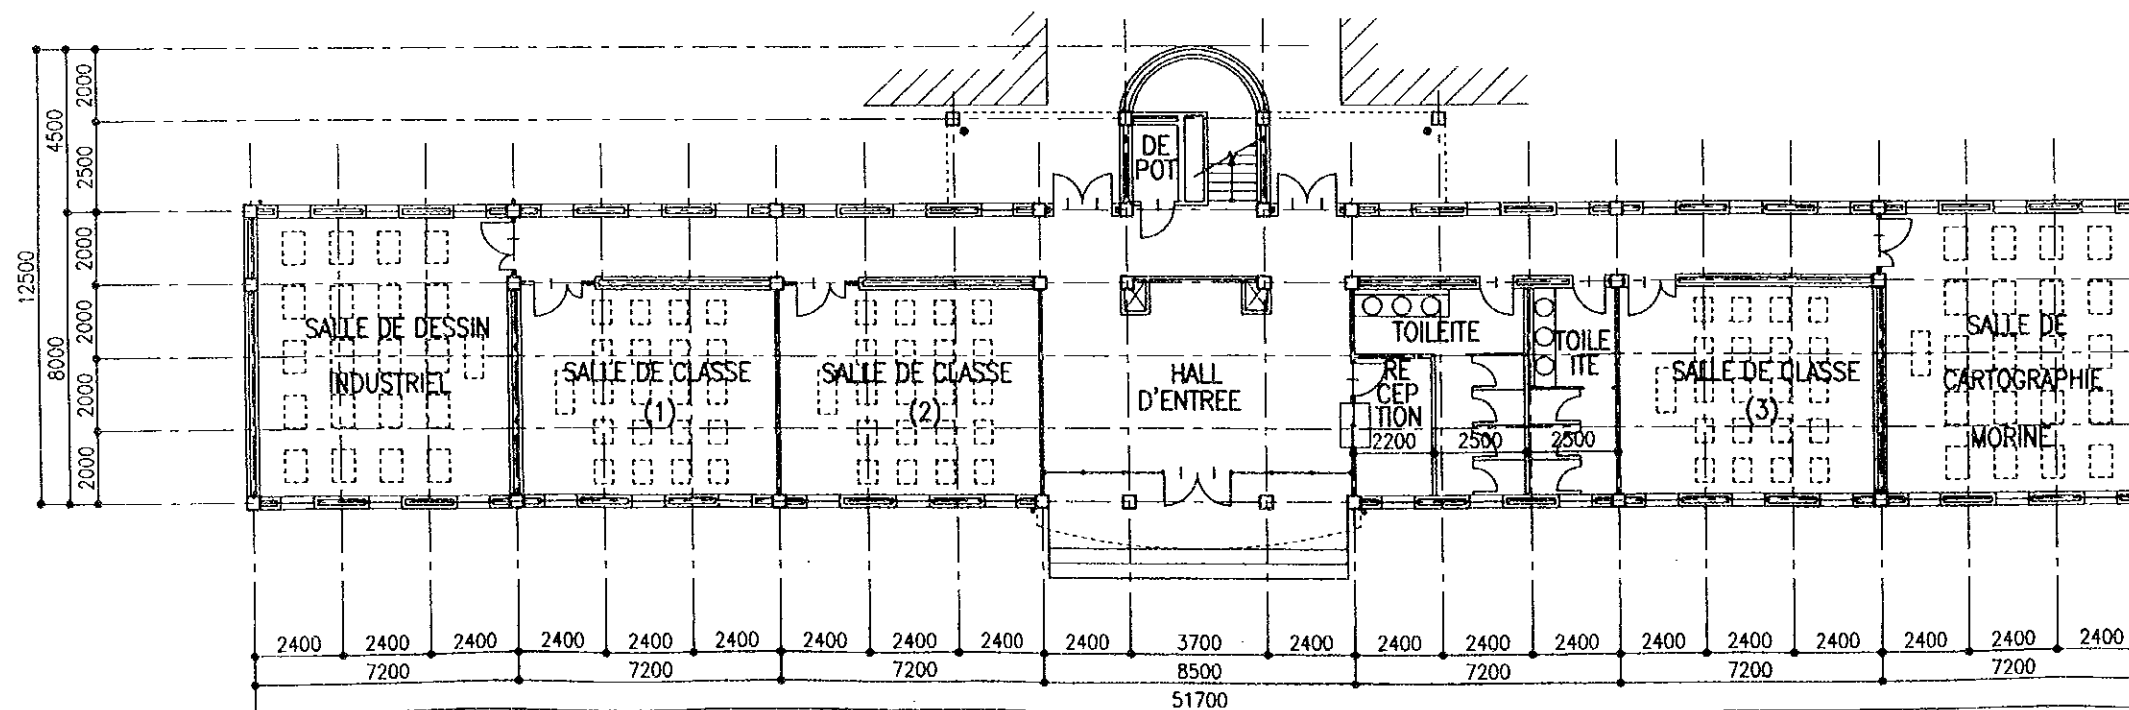 2000
4500
2500
12500
2000
2000
8000
2000
2000
DE
POT
SALLE DE DESSIN
INDUSTRIEL
SALLE DE CLASSE
(1)
SALLE DE CLASSE
(2)
HALL
D'ENTREE
TOILEITE
TOILE
ITE
RE
CEP
TION
2200
2500
2500
SALLE DE CLASSE
(3)
SALLE DE
CARTOGRAPHIE
MORINE
2400 2400 2400 2400 2400 2400 2400 2400 2400 2400 3700 2400 2400 2400 2400 2400 2400 2400 2400 2400 2400
7200 7200 7200 8500 7200 7200 7200
51700